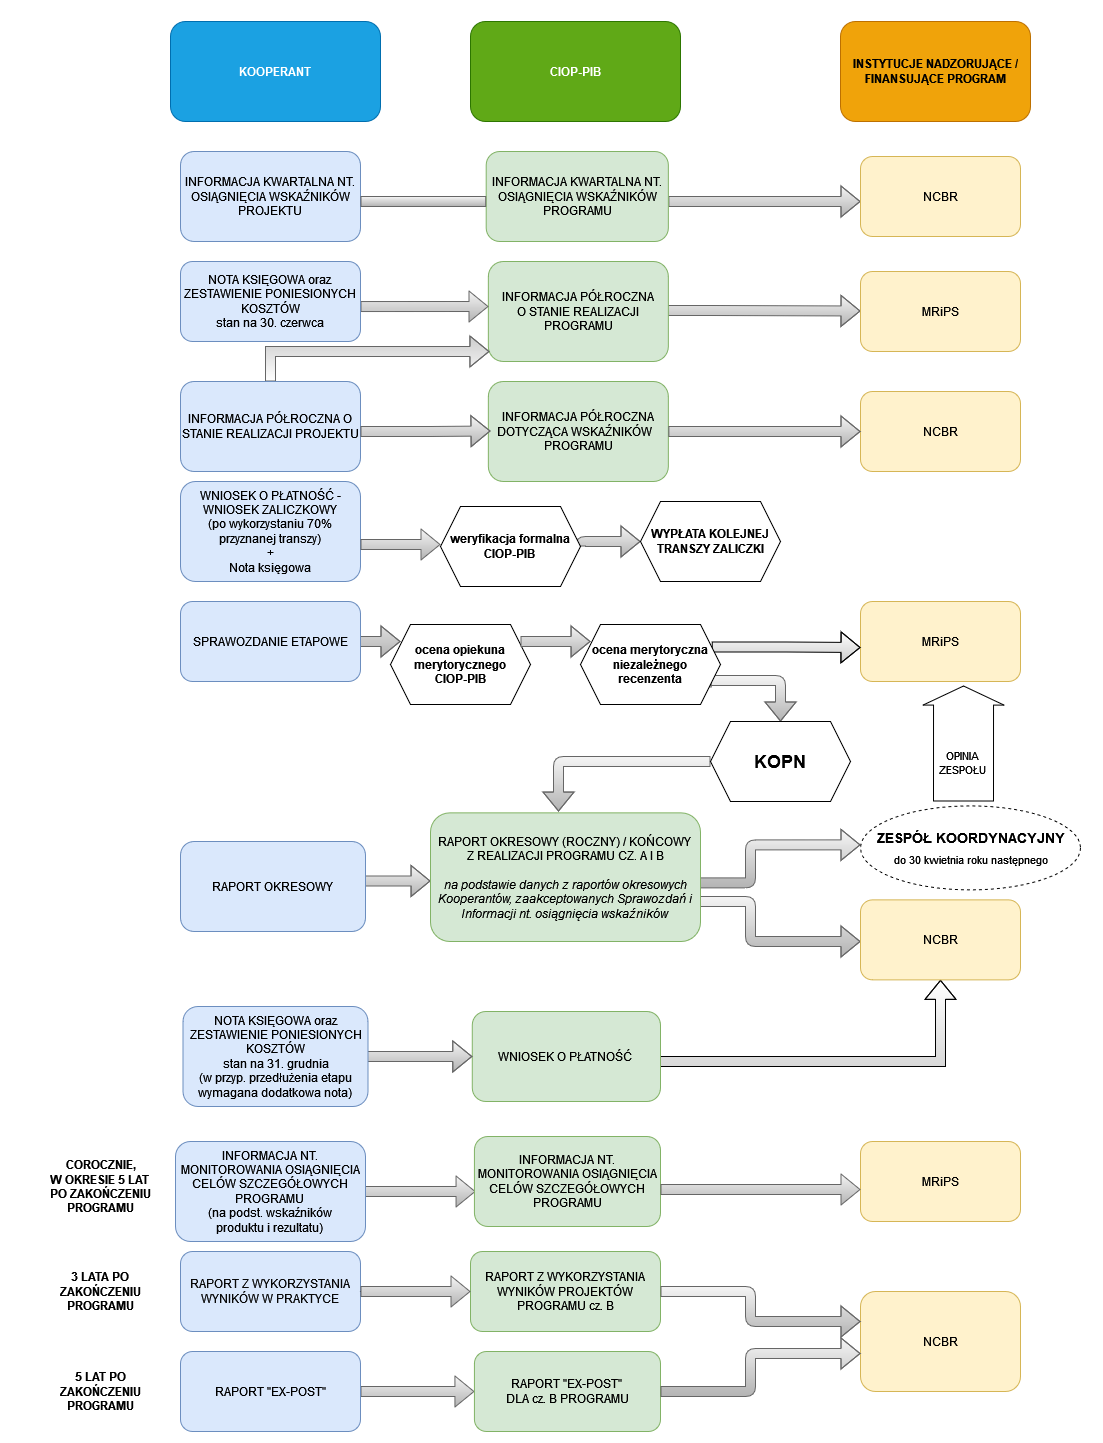 KOOPERANT
CIOP-PIB
INSTYTUCJE NADZORUJĄCE /
FINANSUJĄCE PROGRAM
INFORMACJA KWARTALNA NT.
OSIĄGNIĘCIA WSKAŹNIKÓW
PROJEKTU
INFORMACJA KWARTALNA NT.
OSIĄGNIĘCIA WSKAŹNIKÓW
PROGRAMU
NCBR
NOTA KSIĘGOWA oraz
ZESTAWIENIE PONIESIONYCH
KOSZTÓW
stan na 30. czerwca
INFORMACJA PÓŁROCZNA
O STANIE REALIZACJI
PROGRAMU
MRiPS
INFORMACJA PÓŁROCZNA O
STANIE REALIZACJI PROJEKTU
INFORMACJA PÓŁROCZNA
DOTYCZĄCA WSKAŹNIKÓW
PROGRAMU
NCBR
WNIOSEK O PŁATNOŚĆ -
WNIOSEK ZALICZKOWY
(po wykorzystaniu 70%
przyznanej transzy)
+
Nota księgowa
weryfikacja formalna
CIOP-PIB
WYPŁATA KOLEJNEJ
TRANSZY ZALICZKI
SPRAWOZDANIE ETAPOWE
ocena opiekuna
merytorycznego
CIOP-PIB
ocena merytoryczna
niezależnego
recenzenta
MRiPS
KOPN
OPINIA
ZESPOŁU
RAPORT OKRESOWY
RAPORT OKRESOWY (ROCZNY) / KOŃCOWY
Z REALIZACJI PROGRAMU CZ. A I B
na podstawie danych z raportów okresowych
Kooperantów, zaakceptowanych Sprawozdań i
Informacji nt. osiągnięcia wskaźników
ZESPÓŁ KOORDYNACYJNY
do 30 kwietnia roku następnego
NCBR
NOTA KSIĘGOWA oraz
ZESTAWIENIE PONIESIONYCH
KOSZTÓW
stan na 31. grudnia
(w przyp. przedłużenia etapu
wymagana dodatkowa nota)
WNIOSEK O PŁATNOŚĆ
COROCZNIE,
W OKRESIE 5 LAT
PO ZAKOŃCZENIU
PROGRAMU
INFORMACJA NT.
MONITOROWANIA OSIĄGNIĘCIA
CELÓW SZCZEGÓŁOWYCH
PROGRAMU
(na podst. wskaźników
produktu i rezultatu)
INFORMACJA NT.
MONITOROWANIA OSIĄGNIĘCIA
CELÓW SZCZEGÓŁOWYCH
PROGRAMU
MRiPS
3 LATA PO
ZAKOŃCZENIU
PROGRAMU
RAPORT Z WYKORZYSTANIA
WYNIKÓW W PRAKTYCE
RAPORT Z WYKORZYSTANIA
WYNIKÓW PROJEKTÓW
PROGRAMU cz. B
NCBR
5 LAT PO
ZAKOŃCZENIU
PROGRAMU
RAPORT "EX-POST"
RAPORT "EX-POST"
DLA cz. B PROGRAMU